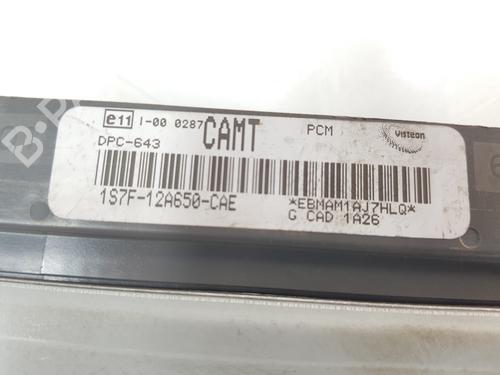 e11 I-00 0287 CAMT PCM Visteon
DPC-643
1S7F-12A650-CAE *EBMAM1AJ7HLQ*
G CAD 1A26